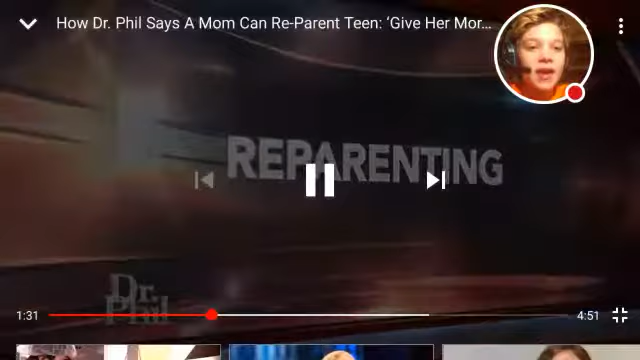 How Dr. Phil Says A Mom Can Re-Parent Teen: ‘Give Her Mor...
REPARENTING
Dr.
Phil
1:31
4:51